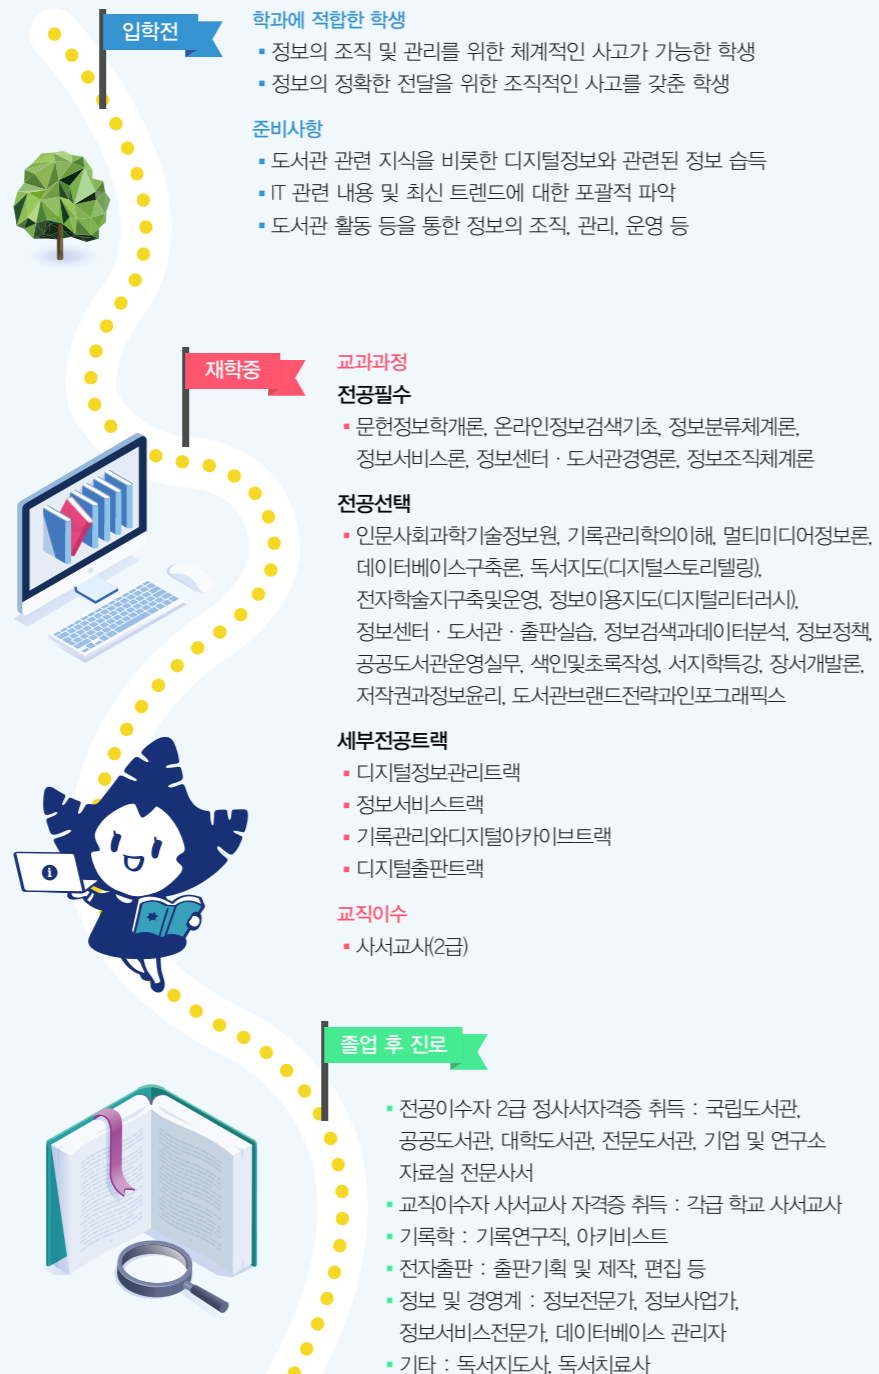 입학전
학과에 적합한 학생
▪ 정보의 조직 및 관리를 위한 체계적인 사고가 가능한 학생
▪ 정보의 정확한 전달을 위한 조직적인 사고를 갖춘 학생
준비사항
▪ 도서관 관련 지식을 비롯한 디지털정보와 관련된 정보 습득
▪ IT 관련 내용 및 최신 트렌드에 대한 포괄적 파악
▪ 도서관 활동 등을 통한 정보의 조직, 관리, 운영 등
재학중
교과과정
전공필수
▪ 문헌정보학개론, 온라인정보검색기초, 정보분류체계론,
정보서비스론, 정보센터 · 도서관경영론, 정보조직체계론
전공선택
▪ 인문사회과학기술정보원, 기록관리학의이해, 멀티미디어정보론,
데이터베이스구축론, 독서지도(디지털스토리텔링),
전자학술지구축및운영, 정보이용지도(디지털리터러시),
정보센터 · 도서관 · 출판실습, 정보검색과데이터분석, 정보정책,
공공도서관운영실무, 색인및초록작성, 서지학특강, 장서개발론,
저작권과정보윤리, 도서관브랜드전략과인포그래픽스
세부전공트랙
▪ 디지털정보관리트랙
▪ 정보서비스트랙
▪ 기록관리와디지털아카이브트랙
▪ 디지털출판트랙
교직이수
▪ 사서교사(2급)
졸업 후 진로
▪ 전공이수자 2급 정사서자격증 취득 : 국립도서관,
공공도서관, 대학도서관, 전문도서관, 기업 및 연구소
자료실 전문사서
▪ 교직이수자 사서교사 자격증 취득 : 각급 학교 사서교사
▪ 기록학 : 기록연구직, 아키비스트
▪ 전자출판 : 출판기획 및 제작, 편집 등
▪ 정보 및 경영계 : 정보전문가, 정보사업가,
정보서비스전문가, 데이터베이스 관리자
▪ 기타 : 독서지도사, 독서치료사